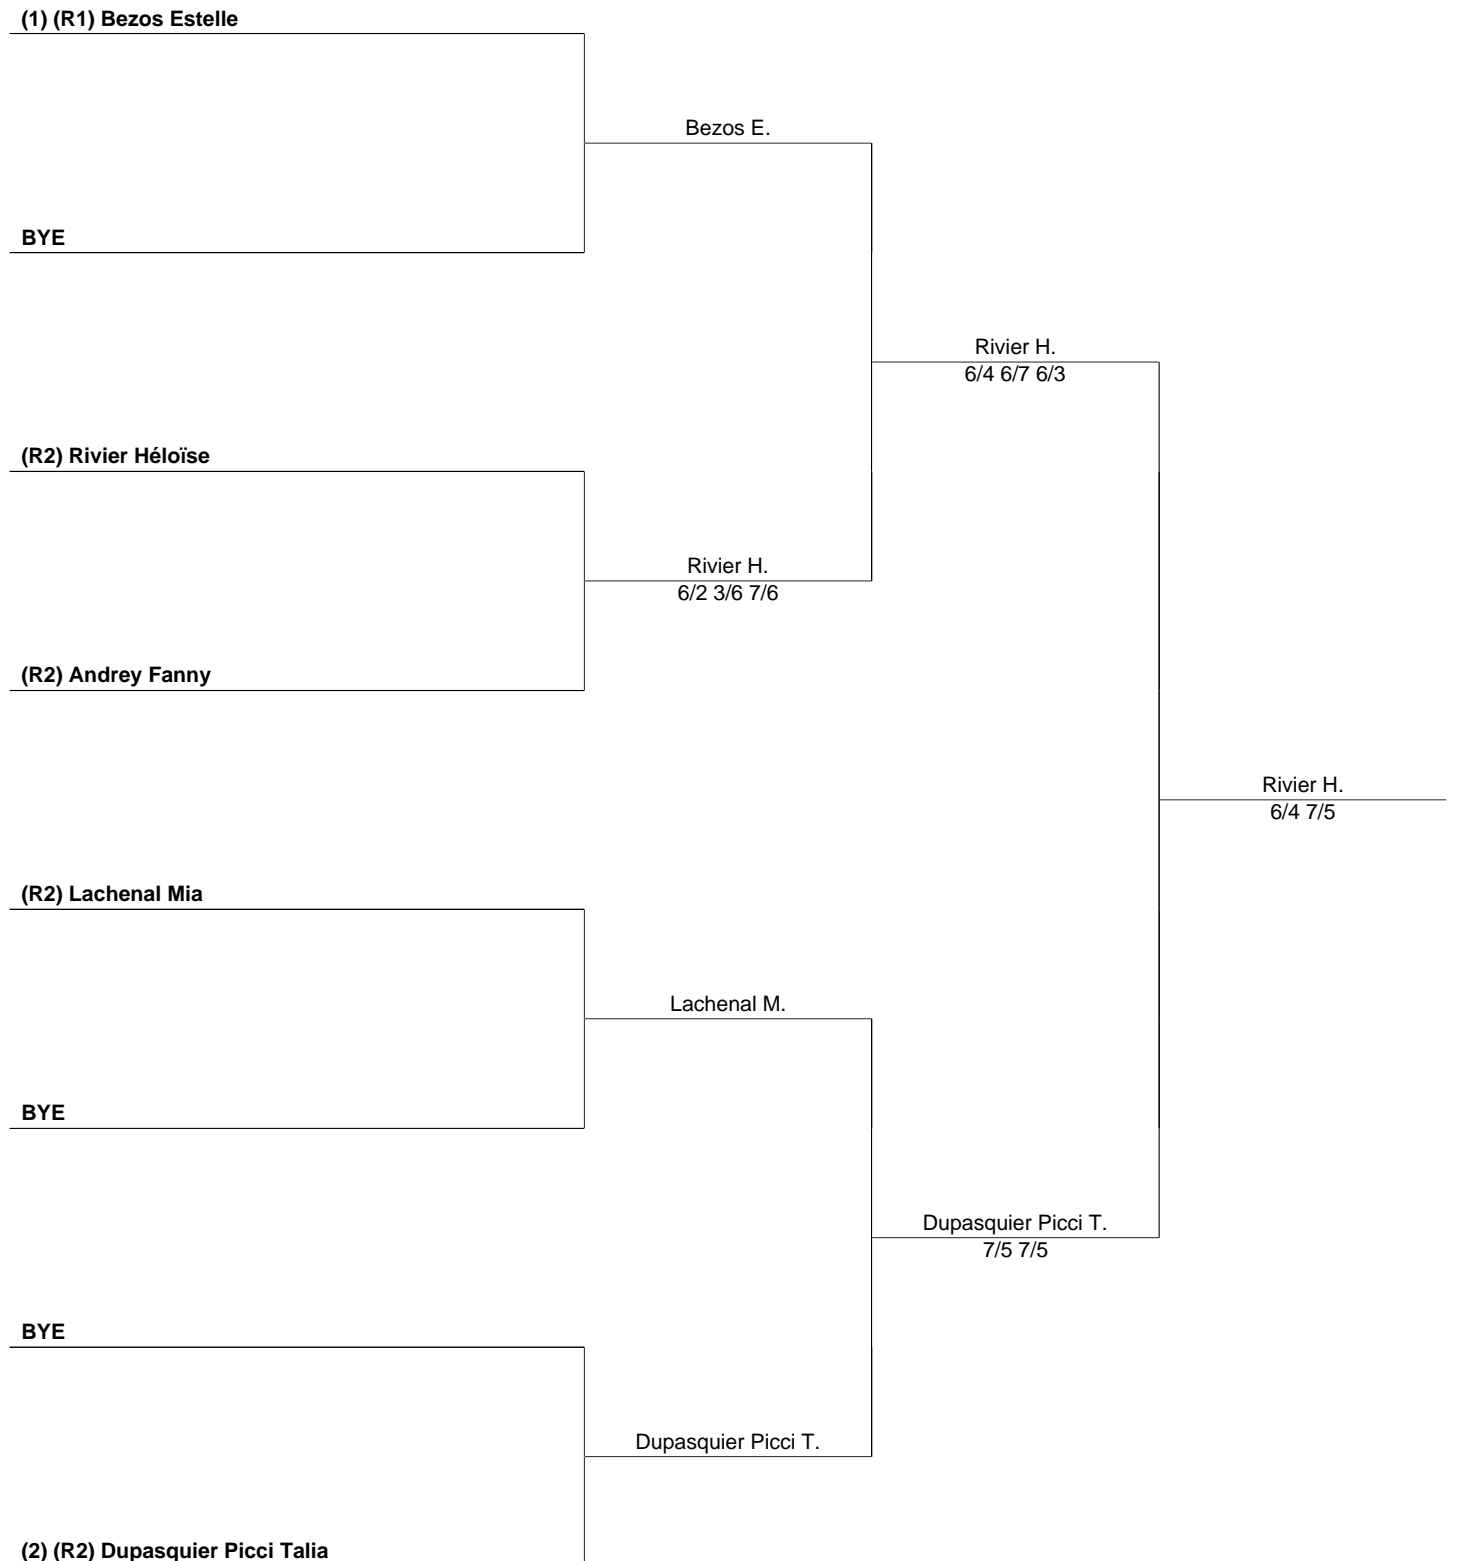 (1) (R1) Bezos Estelle
Bezos E.
BYE
Rivier H.
6/4 6/7 6/3
(R2) Rivier Héloïse
Rivier H.
6/2 3/6 7/6
(R2) Andrey Fanny
Rivier H.
6/4 7/5
(R2) Lachenal Mia
Lachenal M.
BYE
Dupasquier Picci T.
7/5 7/5
BYE
Dupasquier Picci T.
(2) (R2) Dupasquier Picci Talia